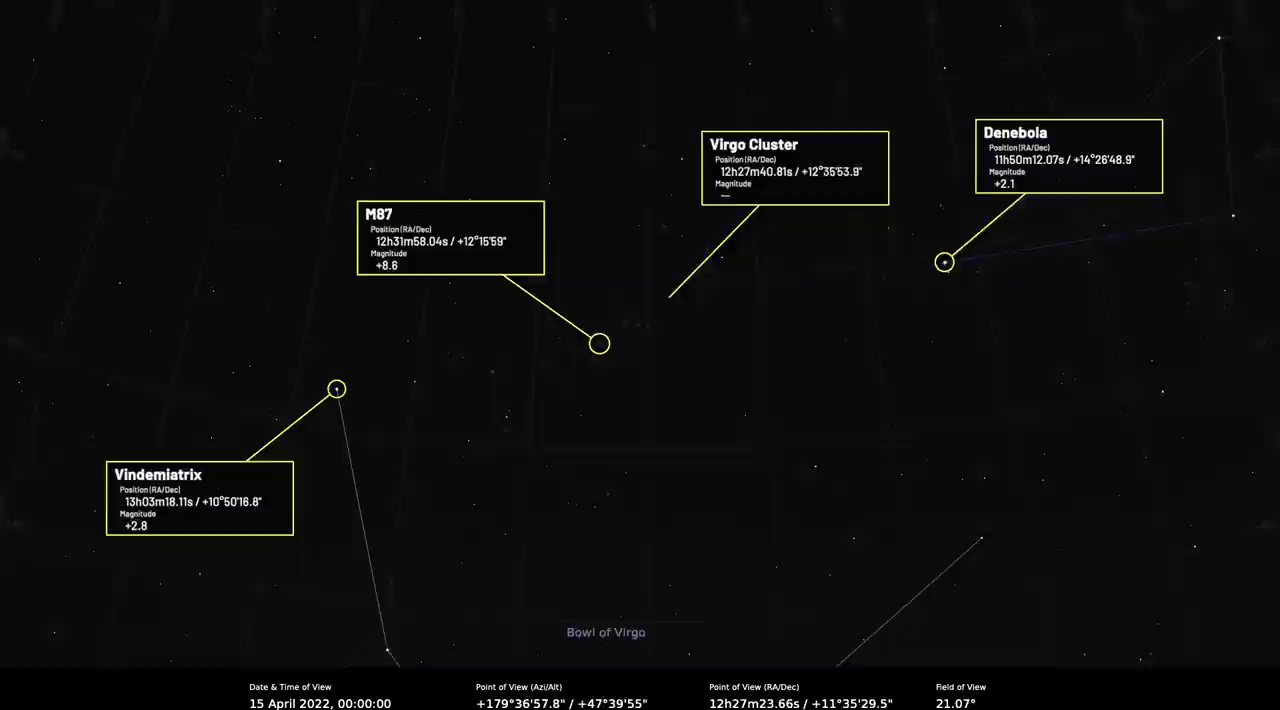 Denebola
Position (RA/Dec)
11h50m12.07s / +14°26'48.9"
Magnitude
+2.1
Virgo Cluster
Position (RA/Dec)
12h27m40.81s / +12°35'53.9"
Magnitude
—
M87
Position (RA/Dec)
12h31m58.04s / +12°15'59"
Magnitude
+8.6
Vindemiatrix
Position (RA/Dec)
13h03m18.11s / +10°50'16.8"
Magnitude
+2.8
Bowl of Virgo
Date & Time of View
15 April 2022, 00:00:00
Point of View (Azi/Alt)
+179°36'57.8" / +47°39'55"
Point of View (RA/Dec)
12h27m23.66s / +11°35'29.5"
Field of View
21.07°